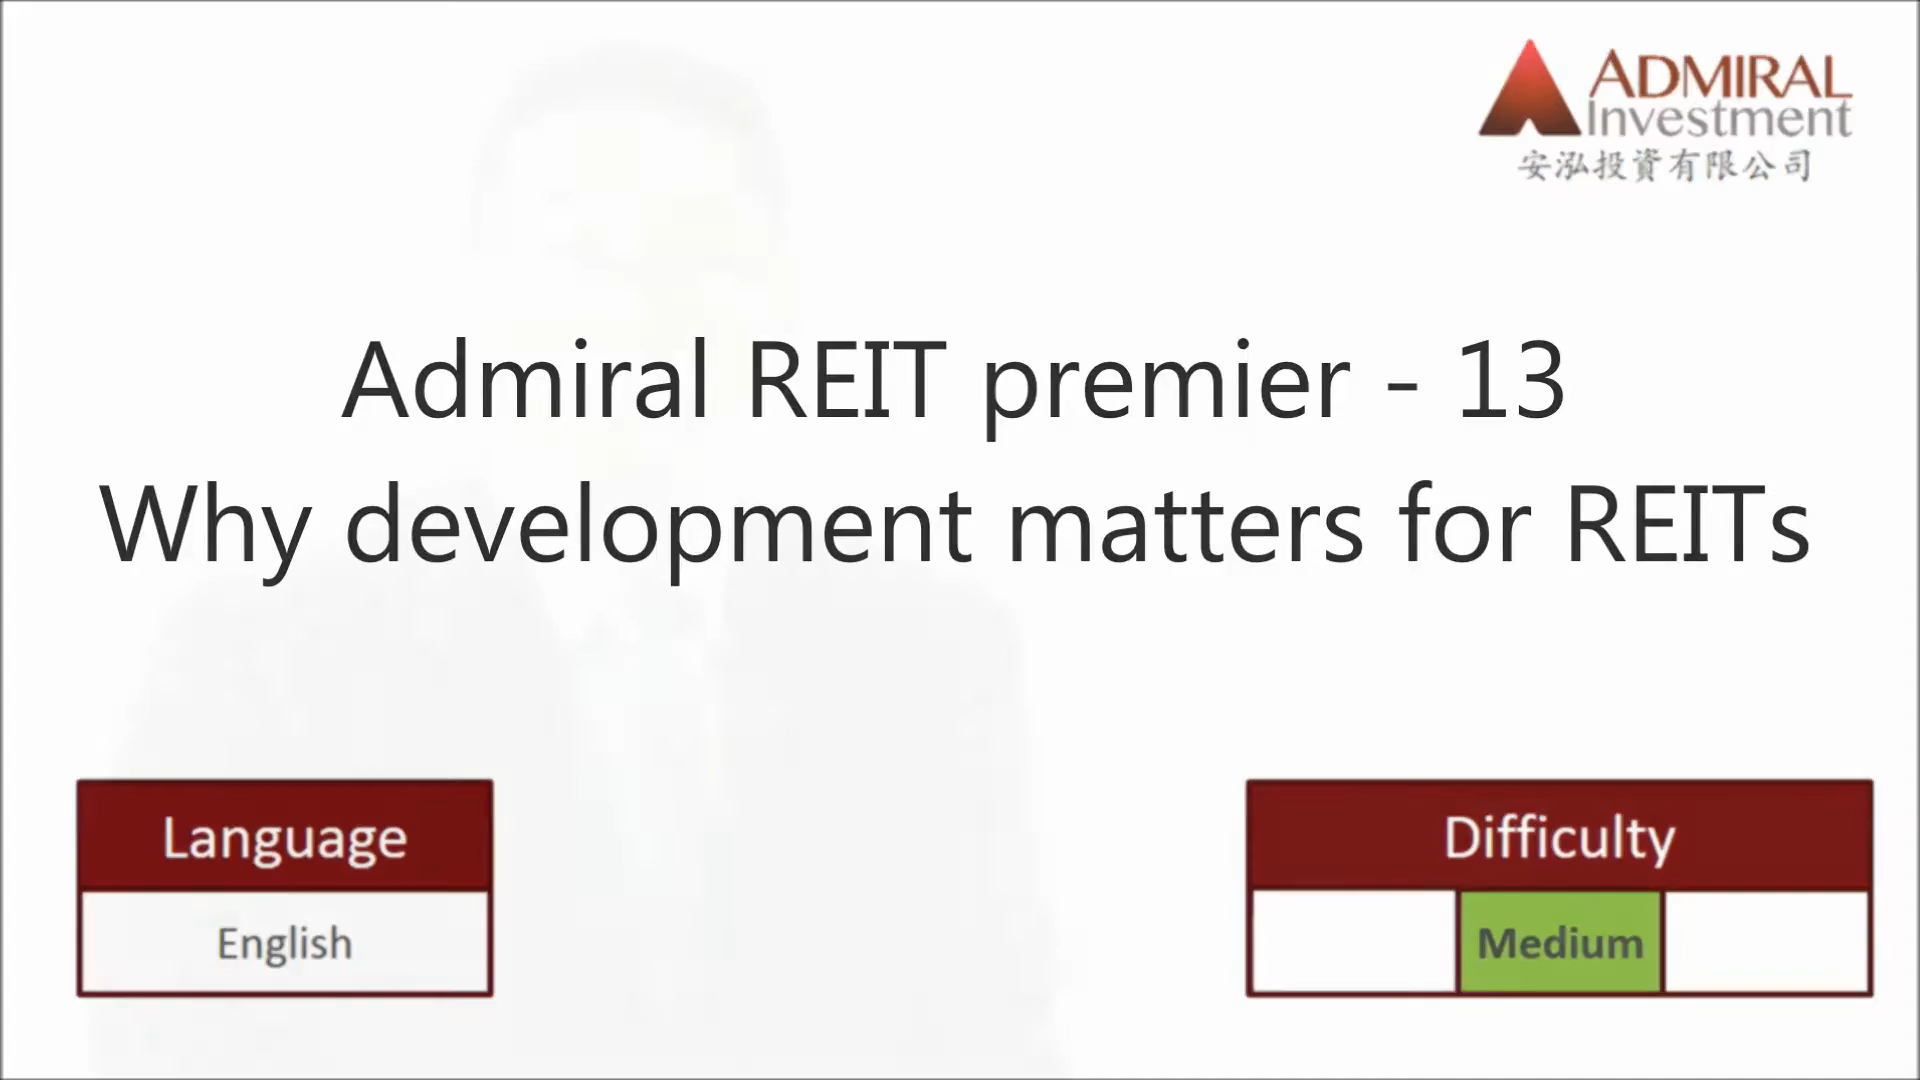 ADMIRAL
Investment
安泓投資有限公司
Admiral REIT premier - 13
Why development matters for REITs
Language
English
Difficulty
Medium